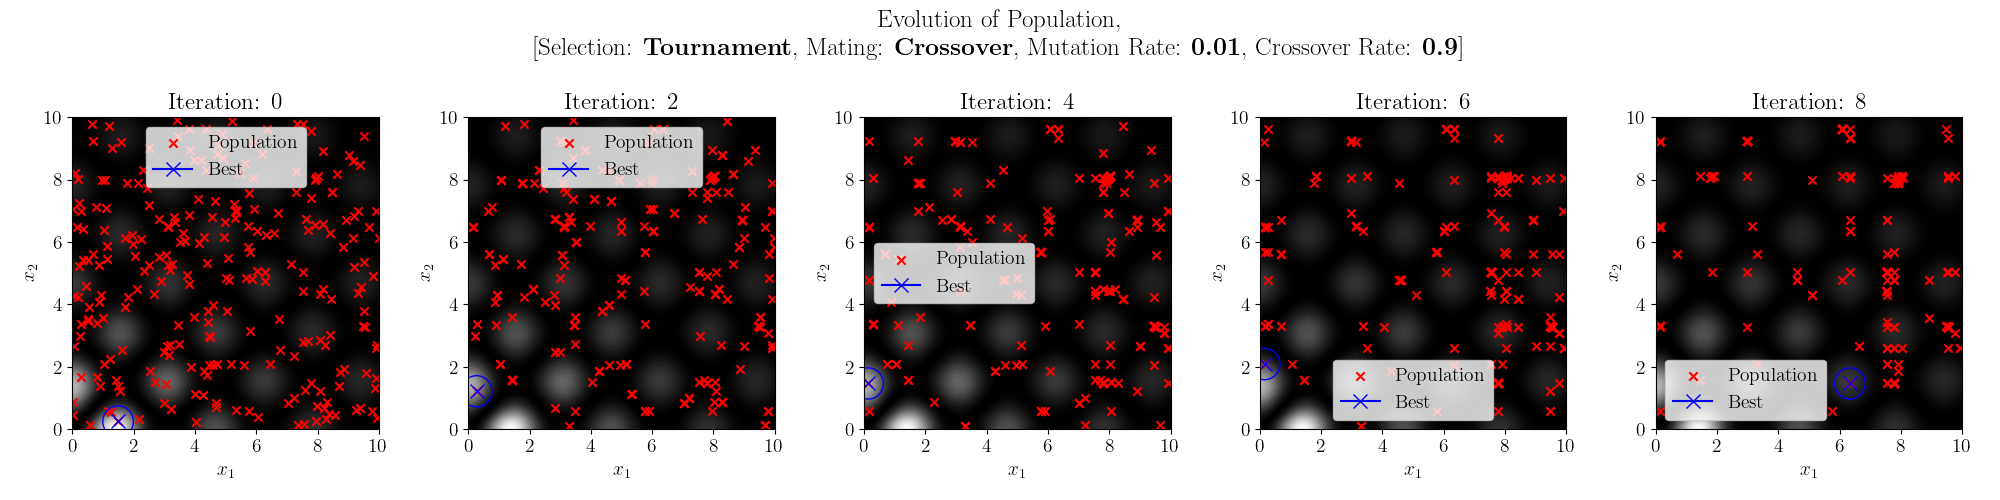 Evolution of Population,
[Selection: Tournament, Mating: Crossover, Mutation Rate: 0.01, Crossover Rate: 0.9]
Iteration: 0
10
8
6
4
2
0
x2
Population
Best
0 2 4 6 8 10
x1
Iteration: 2
10
8
6
4
2
0
x2
Population
Best
0 2 4 6 8 10
x1
Iteration: 4
10
8
6
4
2
0
x2
Population
Best
0 2 4 6 8 10
x1
Iteration: 6
10
8
6
4
2
0
x2
Population
Best
0 2 4 6 8 10
x1
Iteration: 8
10
8
6
4
2
0
x2
Population
Best
0 2 4 6 8 10
x1